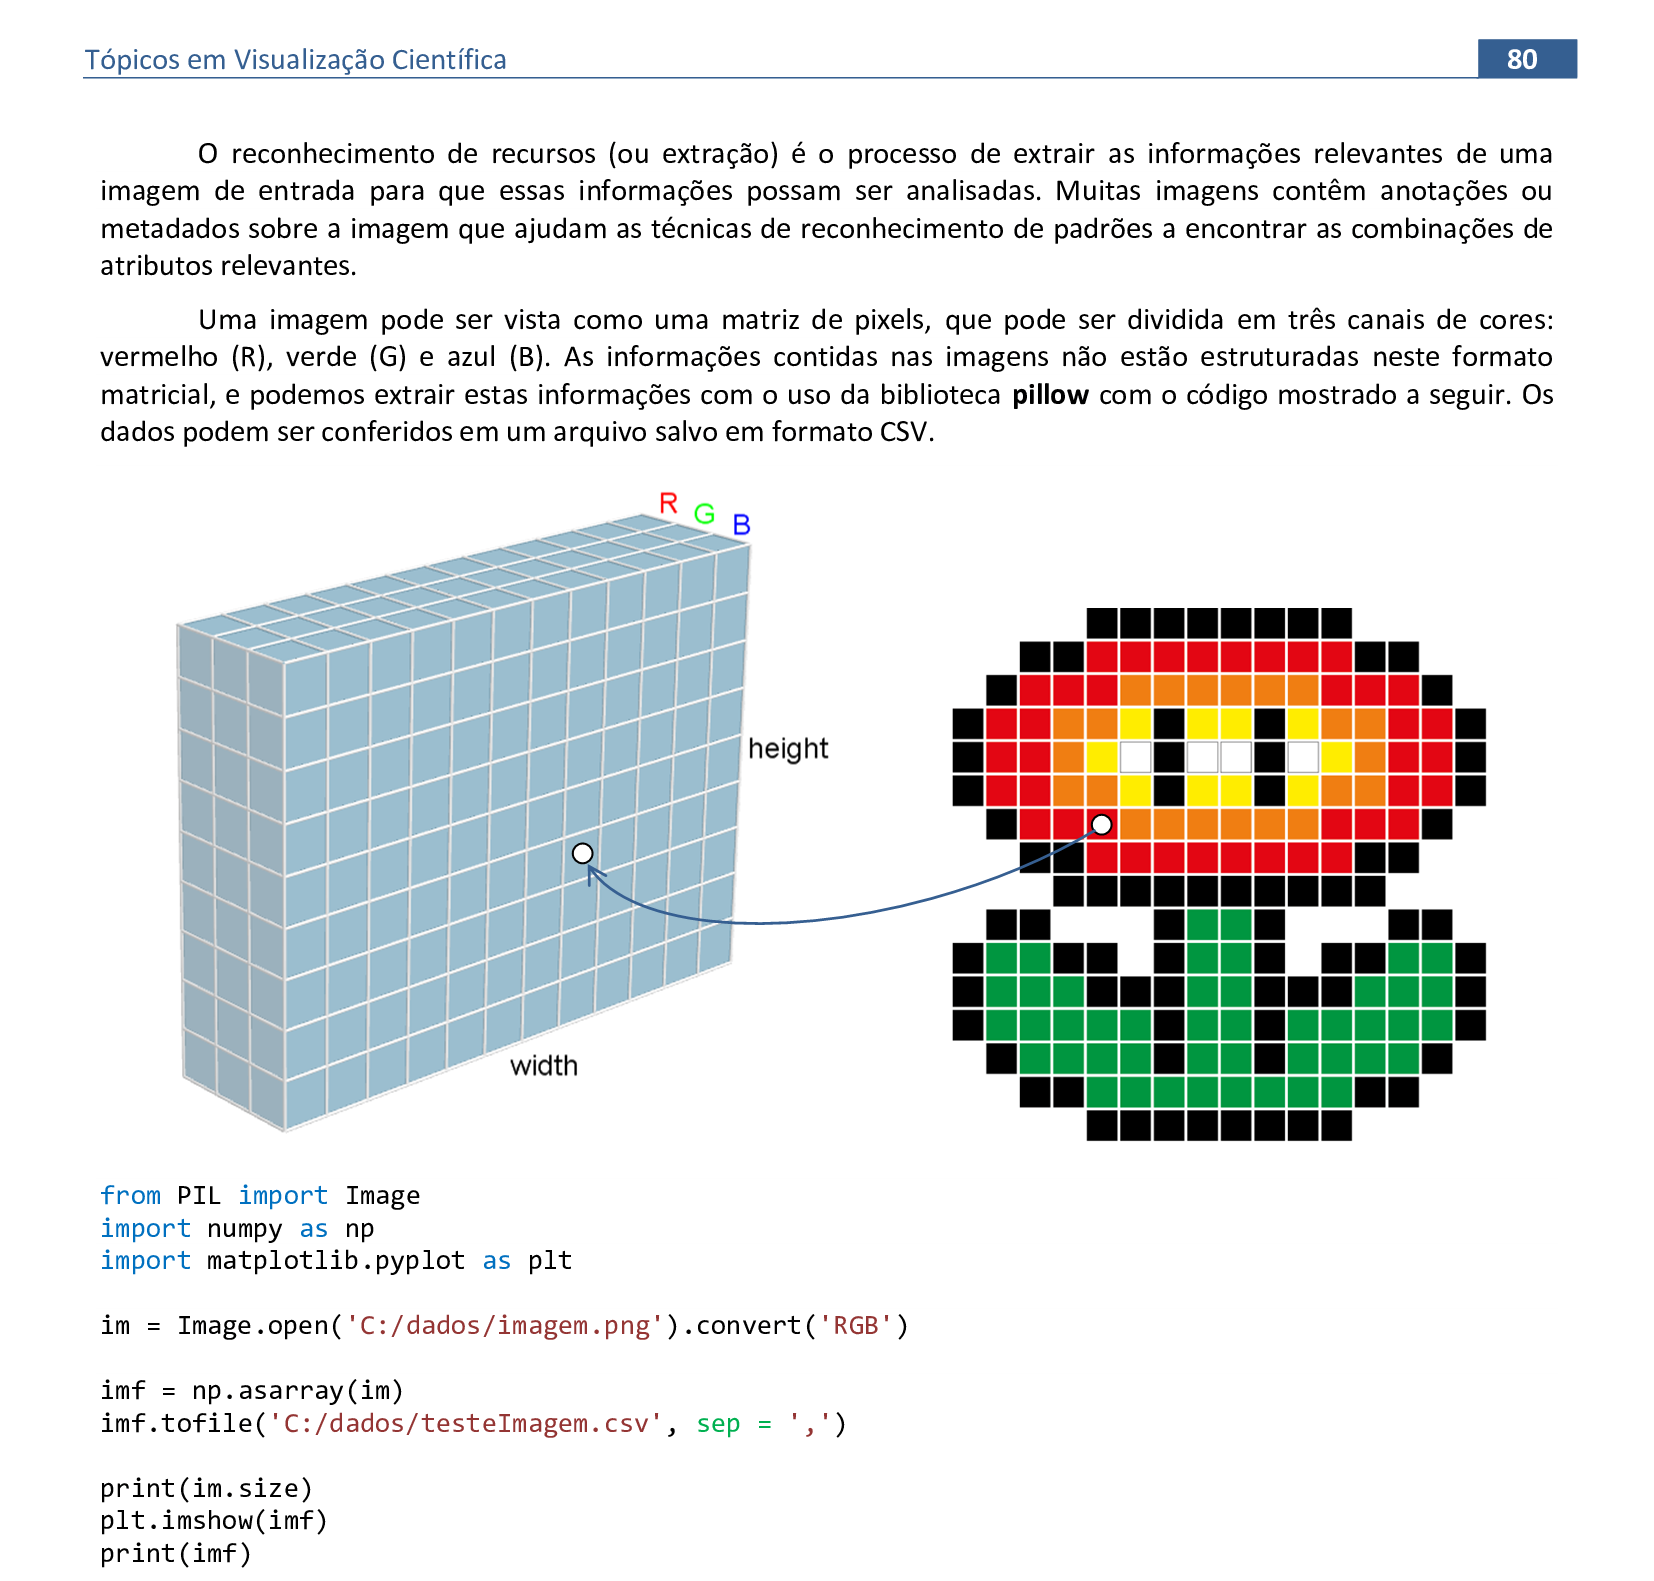 Tópicos em Visualização Científica
80
O reconhecimento de recursos (ou extração) é o processo de extrair as informações relevantes de uma
imagem de entrada para que essas informações possam ser analisadas. Muitas imagens contêm anotações ou
metadados sobre a imagem que ajudam as técnicas de reconhecimento de padrões a encontrar as combinações de
atributos relevantes.
Uma imagem pode ser vista como uma matriz de pixels, que pode ser dividida em três canais de cores:
vermelho (R), verde (G) e azul (B). As informações contidas nas imagens não estão estruturadas neste formato
matricial, e podemos extrair estas informações com o uso da biblioteca pillow com o código mostrado a seguir. Os
dados podem ser conferidos em um arquivo salvo em formato CSV.
R
G
B
height
width
from PIL import Image
import numpy as np
import matplotlib.pyplot as plt
im = Image.open('C:/dados/imagem.png').convert('RGB')
imf = np.asarray(im)
imf.tofile('C:/dados/testeImagem.csv', sep = ',')
print(im.size)
plt.imshow(imf)
print(imf)